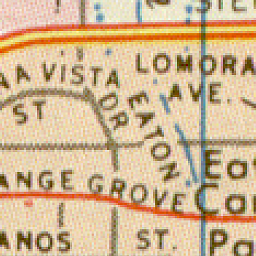 LOMORA
AVE.
VISTA
DR
ST
EATON
ANGE GROVE
ANOS
ST.